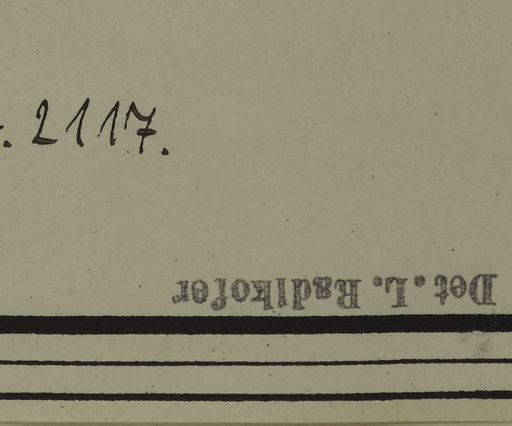 . 2117.
Det. L. Radlkofer